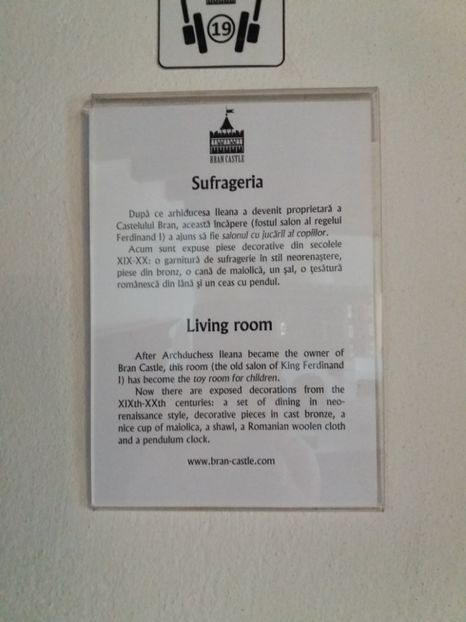 19
BRAN CASTLE
Sufrageria
După ce arhiducesa Ileana a devenit proprietară a
Castelului Bran, această încăpere (fostul salon al regelui
Ferdinand I) a ajuns să fie salonul cu jucării al copiilor.
Acum sunt expuse piese decorative din secolele
XIX-XX: o garnitură de sufragerie în stil neorenaștere,
piese din bronz, o cană de maiolică, un șal, o țesătură
românească din lână și un ceas cu pendul.
Living room
After Archduchess Ileana became the owner of
Bran Castle, this room (the old salon of King Ferdinand
I) has become the toy room for children.
Now there are exposed decorations from the
XIXth-XXth centuries: a set of dining in neo-
renaissance style, decorative pieces in cast bronze, a
nice cup of maiolica, a shawl, a Romanian woolen cloth
and a pendulum clock.
www.bran-castle.com